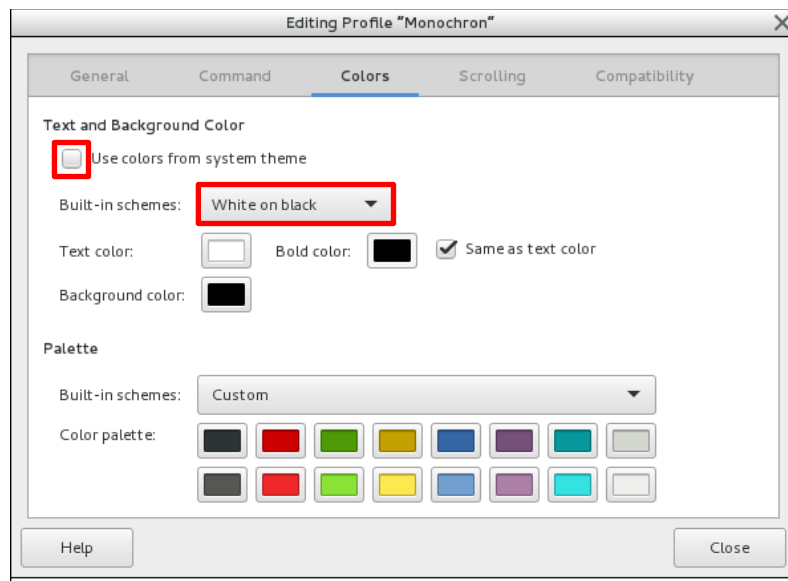 Editing Profile “Monochron”
General Command Colors Scrolling Compatibility
Text and Background Color
Use colors from system theme
Built-in schemes: White on black
Text color: Bold color: Same as text color
Background color:
Palette
Built-in schemes: Custom
Color palette:
Help Close